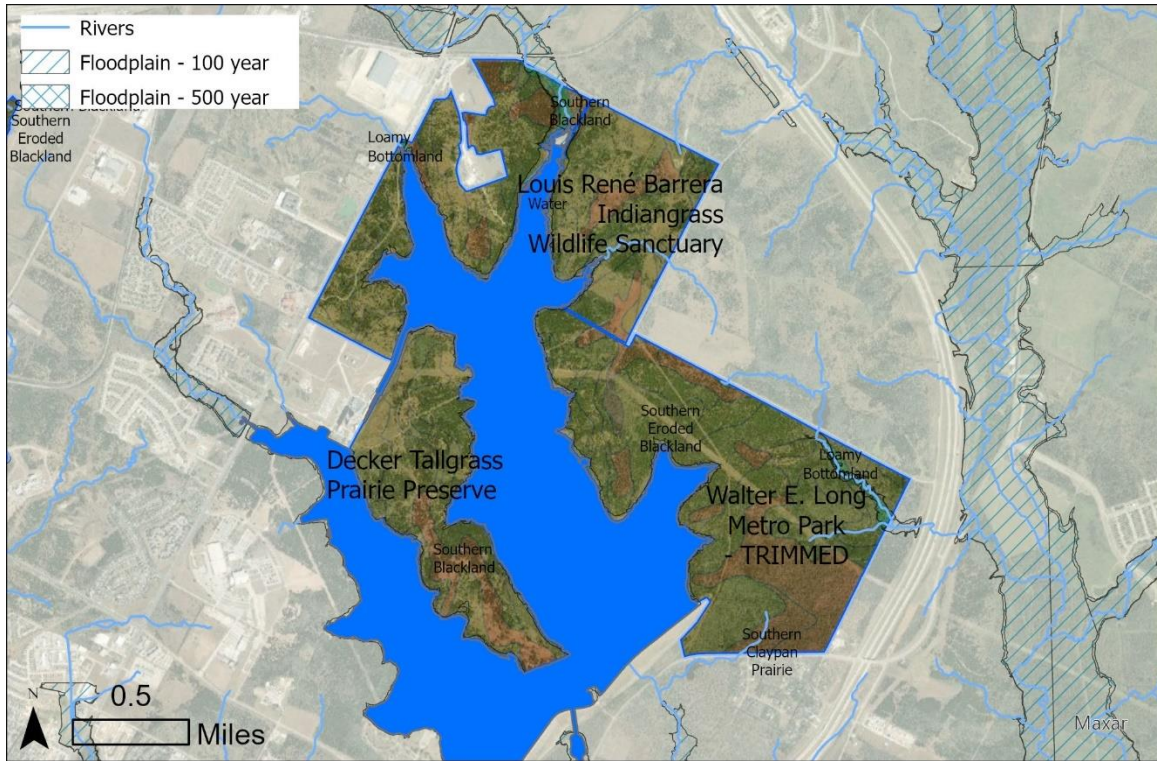 Rivers
Floodplain - 100 year
Floodplain - 500 year
Southern
Eroded
Blackland
Loamy
Bottomland
Southern
Blackland
Louis René Barrera
Indiangrass
Wildlife Sanctuary
Water
Southern
Eroded
Blackland
Decker Tallgrass
Prairie Preserve
Loamy
Bottomland
Walter E. Long
Metro Park
- TRIMMED
Southern
Blackland
Southern
Claypan
Prairie
N
0.5
Miles
Maxar